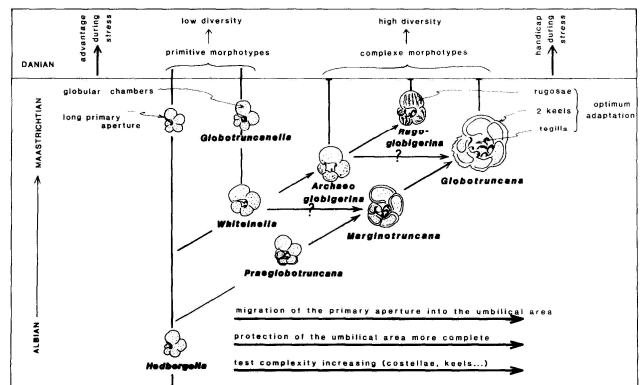 low diversity
high diversity
advantage
during
stress
handicap
during
stress
primitive morphotypes
complexe morphotypes
DANIAN
globular chambers
rugosae
long primary
aperture
2 keels
optimum
adaptation
tegills
Globotruncanella
Rugo-
globigerina
MAASTRICHTIAN
?
Archaeo
globigerina
Globotruncana
Whiteinella
?
Marginotruncana
Praeglobotruncana
migration of the primary aperture into the umbilical area
protection of the umbilical area more complete
ALBIAN
Hedbergella
test complexity increasing (costellae, keels...)